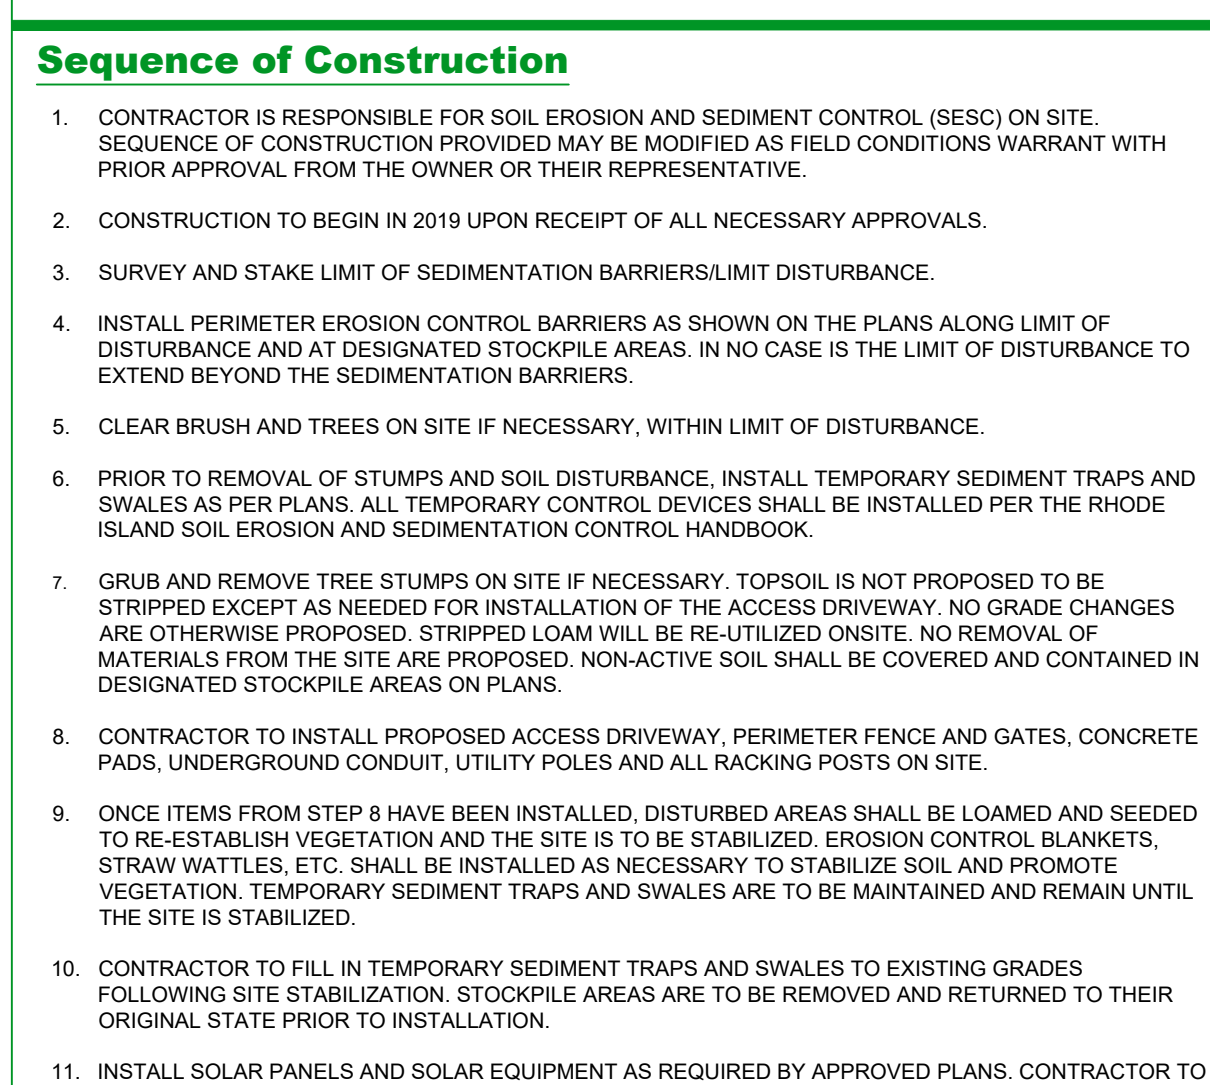 Sequence of Construction
1. CONTRACTOR IS RESPONSIBLE FOR SOIL EROSION AND SEDIMENT CONTROL (SESC) ON SITE.
SEQUENCE OF CONSTRUCTION PROVIDED MAY BE MODIFIED AS FIELD CONDITIONS WARRANT WITH
PRIOR APPROVAL FROM THE OWNER OR THEIR REPRESENTATIVE.
2. CONSTRUCTION TO BEGIN IN 2019 UPON RECEIPT OF ALL NECESSARY APPROVALS.
3. SURVEY AND STAKE LIMIT OF SEDIMENTATION BARRIERS/LIMIT DISTURBANCE.
4. INSTALL PERIMETER EROSION CONTROL BARRIERS AS SHOWN ON THE PLANS ALONG LIMIT OF
DISTURBANCE AND AT DESIGNATED STOCKPILE AREAS. IN NO CASE IS THE LIMIT OF DISTURBANCE TO
EXTEND BEYOND THE SEDIMENTATION BARRIERS.
5. CLEAR BRUSH AND TREES ON SITE IF NECESSARY, WITHIN LIMIT OF DISTURBANCE.
6. PRIOR TO REMOVAL OF STUMPS AND SOIL DISTURBANCE, INSTALL TEMPORARY SEDIMENT TRAPS AND
SWALES AS PER PLANS. ALL TEMPORARY CONTROL DEVICES SHALL BE INSTALLED PER THE RHODE
ISLAND SOIL EROSION AND SEDIMENTATION CONTROL HANDBOOK.
7. GRUB AND REMOVE TREE STUMPS ON SITE IF NECESSARY. TOPSOIL IS NOT PROPOSED TO BE
STRIPPED EXCEPT AS NEEDED FOR INSTALLATION OF THE ACCESS DRIVEWAY. NO GRADE CHANGES
ARE OTHERWISE PROPOSED. STRIPPED LOAM WILL BE RE-UTILIZED ONSITE. NO REMOVAL OF
MATERIALS FROM THE SITE ARE PROPOSED. NON-ACTIVE SOIL SHALL BE COVERED AND CONTAINED IN
DESIGNATED STOCKPILE AREAS ON PLANS.
8. CONTRACTOR TO INSTALL PROPOSED ACCESS DRIVEWAY, PERIMETER FENCE AND GATES, CONCRETE
PADS, UNDERGROUND CONDUIT, UTILITY POLES AND ALL RACKING POSTS ON SITE.
9. ONCE ITEMS FROM STEP 8 HAVE BEEN INSTALLED, DISTURBED AREAS SHALL BE LOAMED AND SEEDED
TO RE-ESTABLISH VEGETATION AND THE SITE IS TO BE STABILIZED. EROSION CONTROL BLANKETS,
STRAW WATTLES, ETC. SHALL BE INSTALLED AS NECESSARY TO STABILIZE SOIL AND PROMOTE
VEGETATION. TEMPORARY SEDIMENT TRAPS AND SWALES ARE TO BE MAINTAINED AND REMAIN UNTIL
THE SITE IS STABILIZED.
10. CONTRACTOR TO FILL IN TEMPORARY SEDIMENT TRAPS AND SWALES TO EXISTING GRADES
FOLLOWING SITE STABILIZATION. STOCKPILE AREAS ARE TO BE REMOVED AND RETURNED TO THEIR
ORIGINAL STATE PRIOR TO INSTALLATION.
11. INSTALL SOLAR PANELS AND SOLAR EQUIPMENT AS REQUIRED BY APPROVED PLANS. CONTRACTOR TO